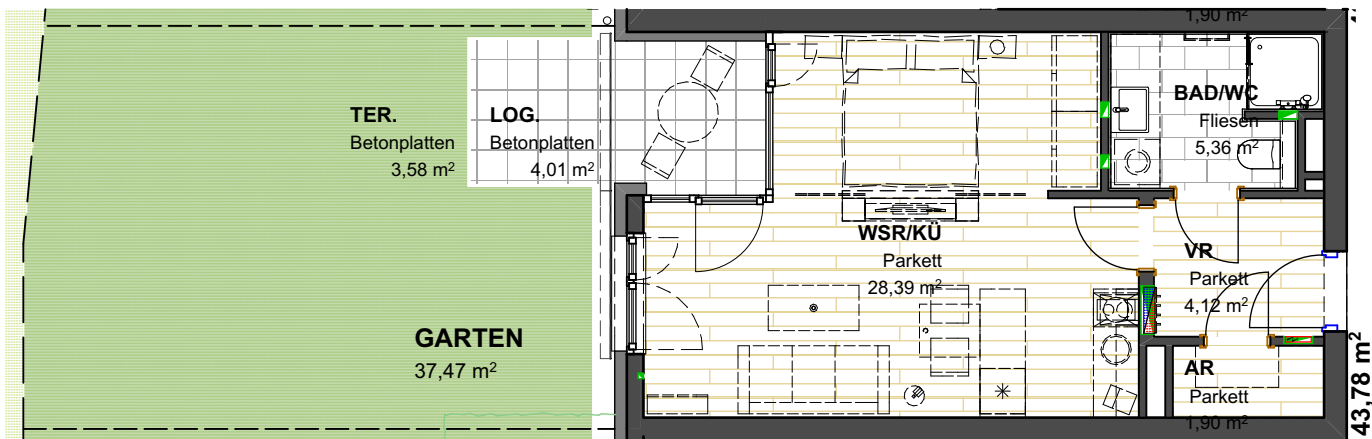 1,90 m²
TER.
Betonplatten
3,58 m²
LOG.
Betonplatten
4,01 m²
BAD/WC
Fliesen
5,36 m²
WSR/KÜ
Parkett
28,39 m²
VR
Parkett
4,12 m²
GARTEN
37,47 m²
AR
Parkett
1,90 m²
43,78 m²